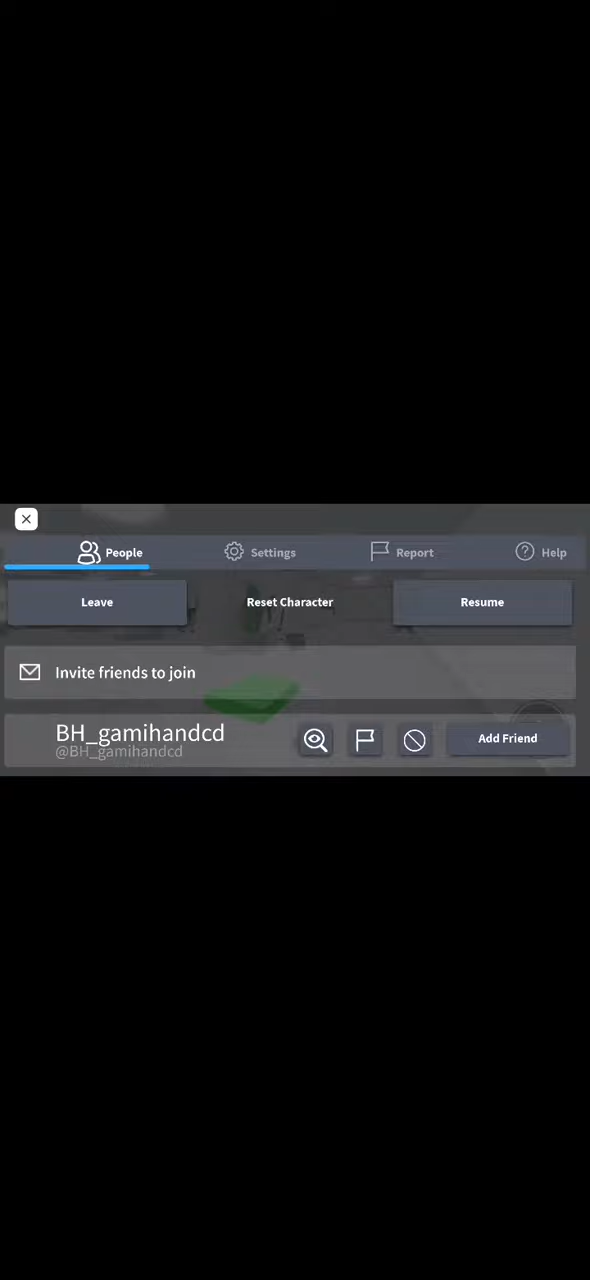 People
Settings
Report
Help
Leave
Reset Character
Resume
Invite friends to join
BH_gamihandcd
@BH_gamihandcd
Add Friend